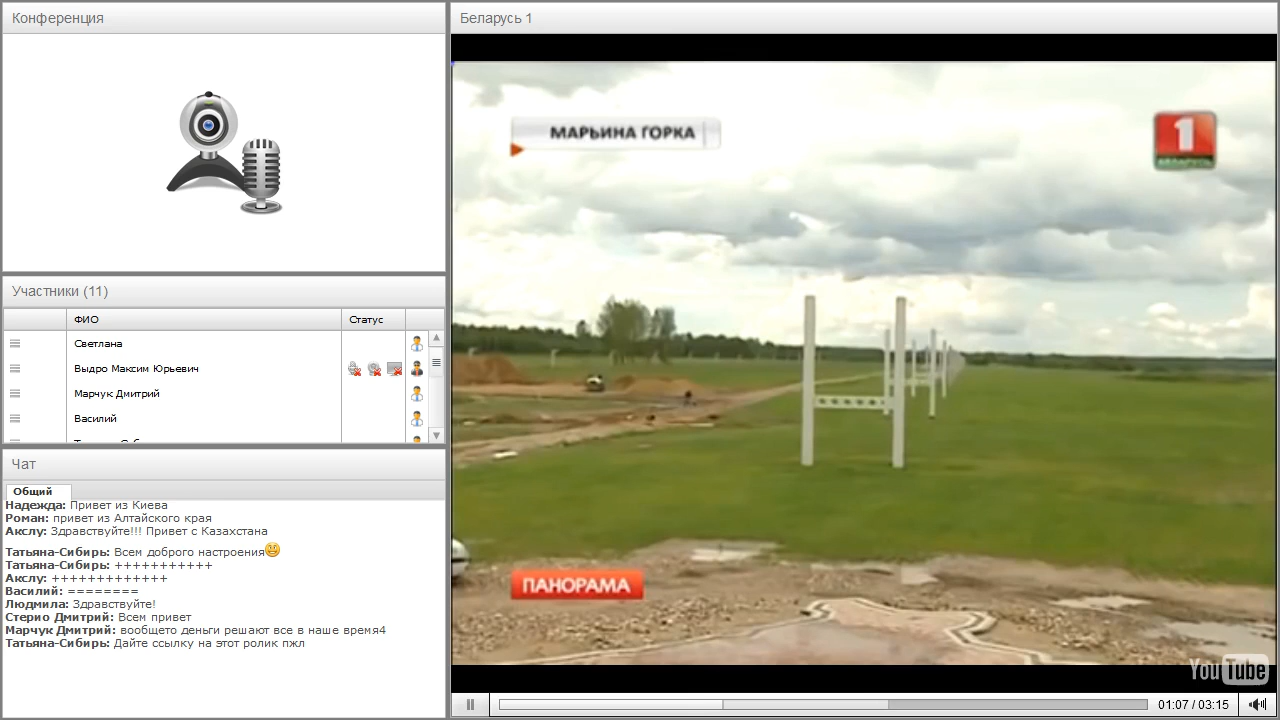 Конференция
Участники (11)
ФИО Статус
Светлана
Выдро Максим Юрьевич
Марчук Дмитрий
Василий
Чат
Общий
Надежда: Привет из Киева
Роман: привет из Алтайского края
Акслу: Здравствуйте!!! Привет с Казахстана
Татьяна-Сибирь: Всем доброго настроения
Татьяна-Сибирь: +++++++++++
Акслу: +++++++++++++
Василий: ========
Людмила: Здравствуйте!
Стерио Дмитрий: Всем привет
Марчук Дмитрий: вообщето деньги решают все в наше время4
Татьяна-Сибирь: Дайте ссылку на этот ролик пжл
Беларусь 1
МАРЬИНА ГОРКА
1
БЕЛАРУСЬ
ПАНОРАМА
YouTube
01:07 / 03:15